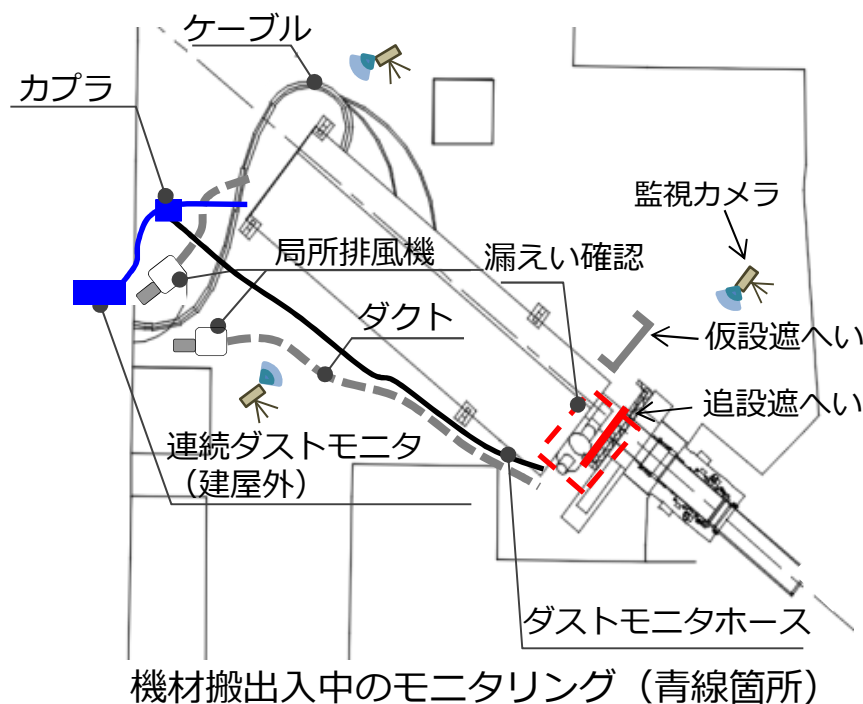 ケーブル
カプラ
監視カメラ
局所排風機
漏えい確認
ダクト
仮設遮へい
追設遮へい
連続ダストモニタ
（建屋外）
ダストモニタホース
機材搬出入中のモニタリング（青線箇所）